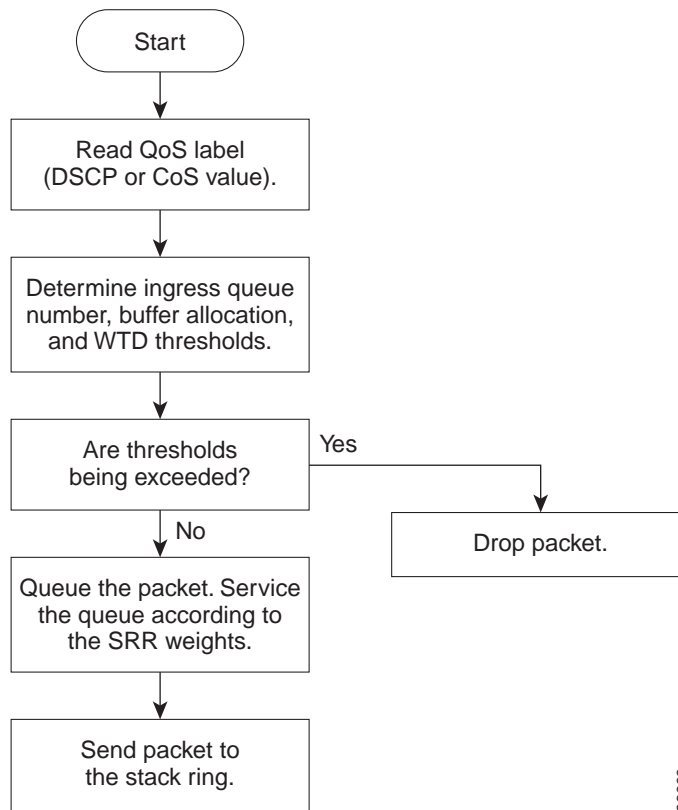 Start
Read QoS label
(DSCP or CoS value).
Determine ingress queue
number, buffer allocation,
and WTD thresholds.
Are thresholds
being exceeded?
Yes
No
Drop packet.
Queue the packet. Service
the queue according to
the SRR weights.
Send packet to
the stack ring.